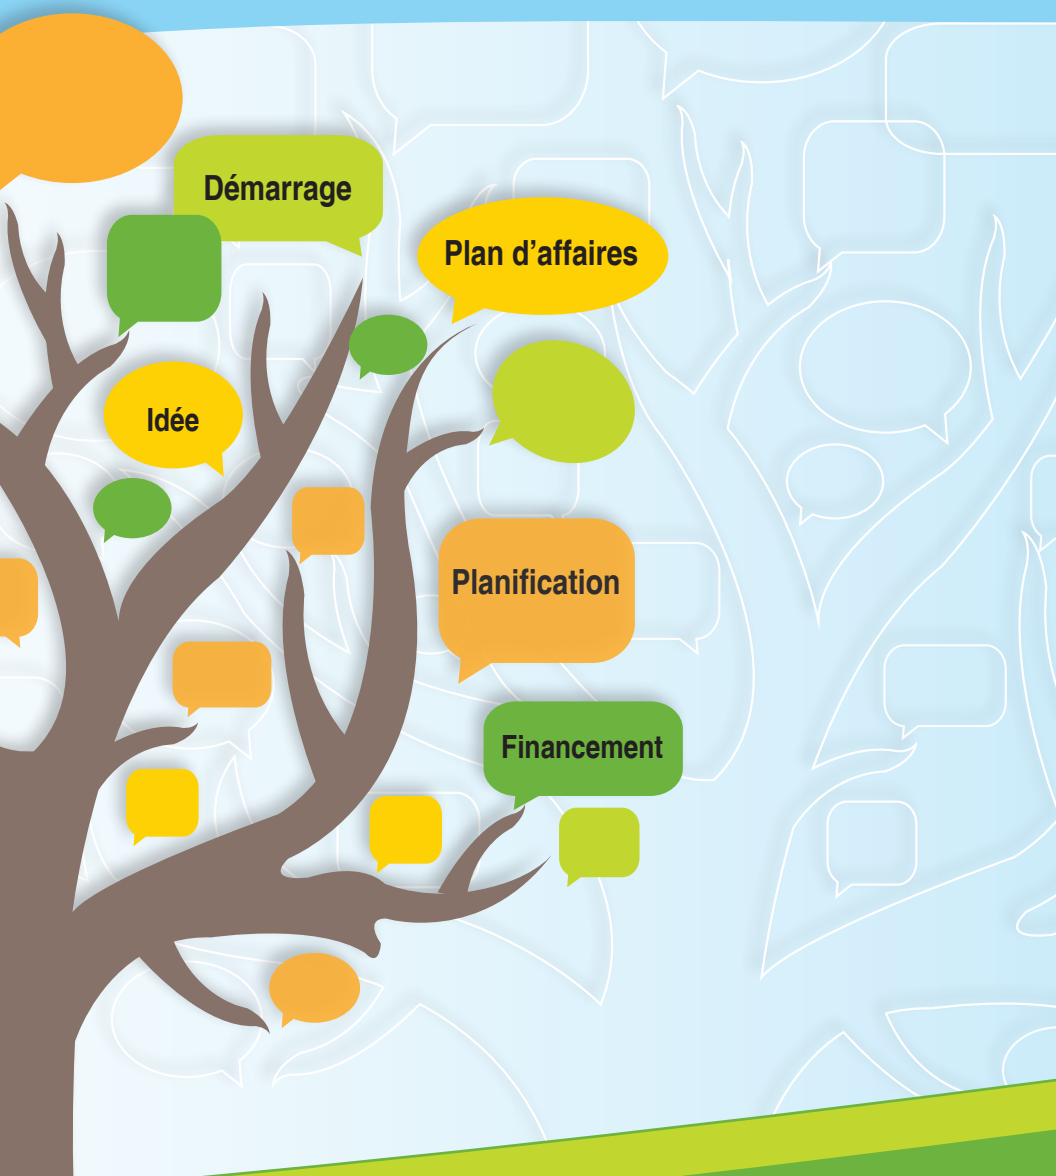 Démarrage
Plan d'affaires
Idée
Planification
Financement